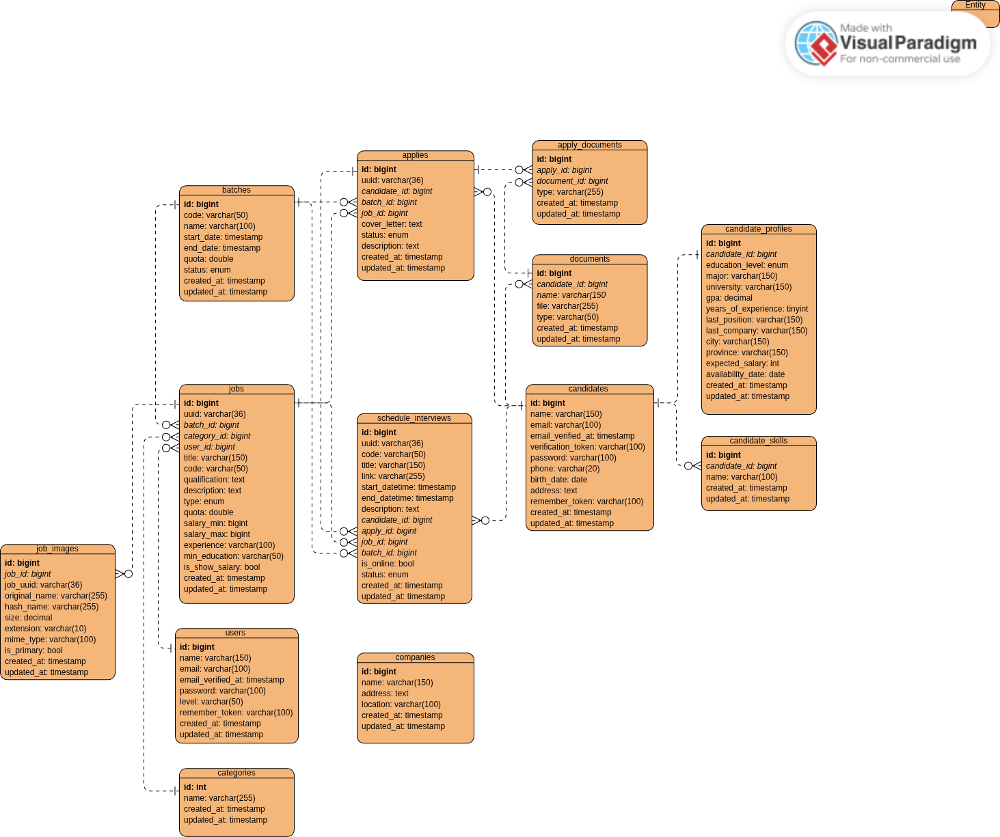 Entity
Made with
Visual Paradigm
For non-commercial use
batches
id: bigint
code: varchar(50)
name: varchar(100)
start_date: timestamp
end_date: timestamp
quota: double
status: enum
created_at: timestamp
updated_at: timestamp
applies
id: bigint
uuid: varchar(36)
candidate_id: bigint
batch_id: bigint
job_id: bigint
cover_letter: text
status: enum
description: text
created_at: timestamp
updated_at: timestamp
apply_documents
id: bigint
apply_id: bigint
document_id: bigint
type: varchar(255)
created_at: timestamp
updated_at: timestamp
documents
id: bigint
candidate_id: bigint
name: varchar(150
file: varchar(255)
type: varchar(50)
created_at: timestamp
updated_at: timestamp
candidate_profiles
id: bigint
candidate_id: bigint
education_level: enum
major: varchar(150)
university: varchar(150)
gpa: decimal
years_of_experience: tinyint
last_position: varchar(150)
last_company: varchar(150)
city: varchar(150)
province: varchar(150)
expected_salary: int
availability_date: date
created_at: timestamp
updated_at: timestamp
jobs
id: bigint
uuid: varchar(36)
batch_id: bigint
category_id: bigint
user_id: bigint
title: varchar(150)
code: varchar(50)
qualification: text
description: text
type: enum
quota: double
salary_min: bigint
salary_max: bigint
experience: varchar(100)
min_education: varchar(50)
is_show_salary: bool
created_at: timestamp
updated_at: timestamp
schedule_interviews
id: bigint
uuid: varchar(36)
code: varchar(50)
title: varchar(150)
link: varchar(255)
start_datetime: timestamp
end_datetime: timestamp
description: text
candidate_id: bigint
apply_id: bigint
job_id: bigint
batch_id: bigint
is_online: bool
status: enum
created_at: timestamp
updated_at: timestamp
candidates
id: bigint
name: varchar(150)
email: varchar(100)
email_verified_at: timestamp
verification_token: varchar(100)
password: varchar(100)
phone: varchar(20)
birth_date: date
address: text
remember_token: varchar(100)
created_at: timestamp
updated_at: timestamp
candidate_skills
id: bigint
candidate_id: bigint
name: varchar(100)
created_at: timestamp
updated_at: timestamp
job_images
id: bigint
job_id: bigint
job_uuid: varchar(36)
original_name: varchar(255)
hash_name: varchar(255)
size: decimal
extension: varchar(10)
mime_type: varchar(100)
is_primary: bool
created_at: timestamp
updated_at: timestamp
users
id: bigint
name: varchar(150)
email: varchar(100)
email_verified_at: timestamp
password: varchar(100)
level: varchar(50)
remember_token: varchar(100)
created_at: timestamp
updated_at: timestamp
companies
id: bigint
name: varchar(150)
address: text
location: varchar(100)
created_at: timestamp
updated_at: timestamp
categories
id: int
name: varchar(255)
created_at: timestamp
updated_at: timestamp